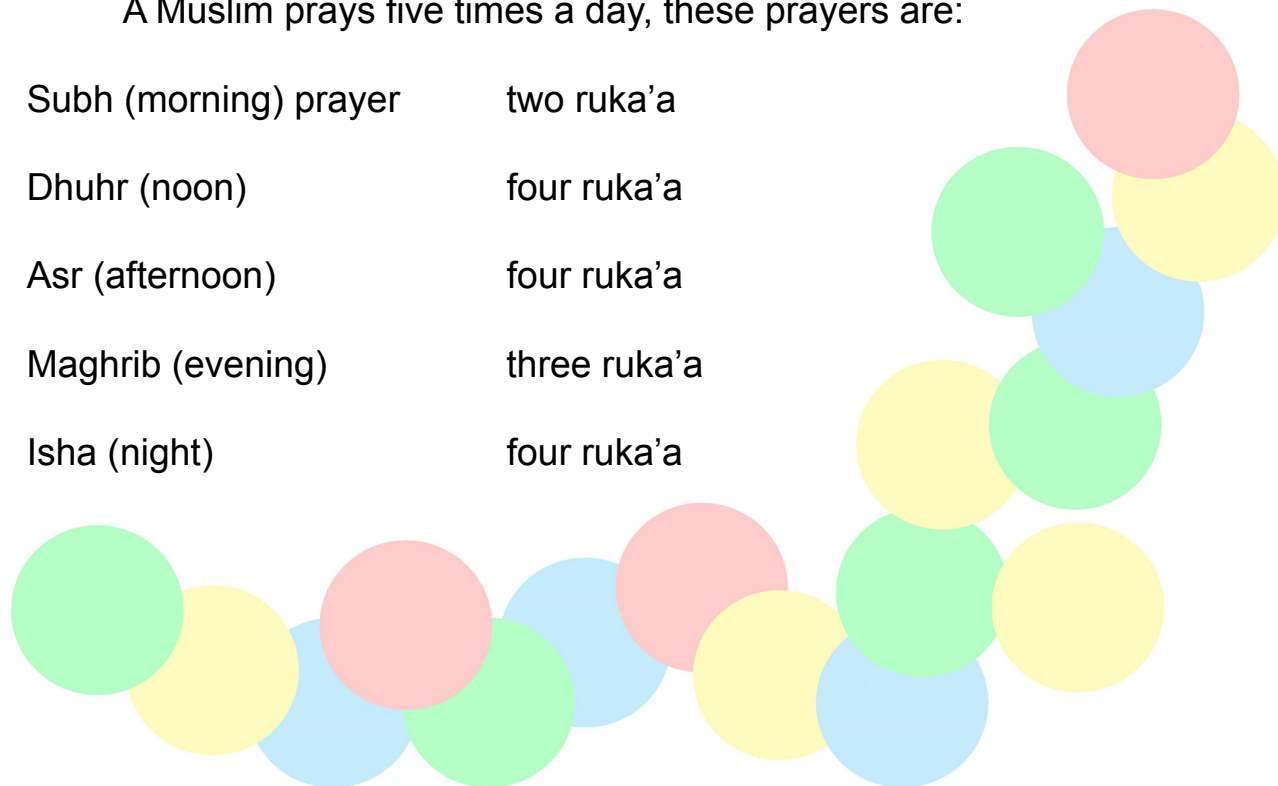 A Muslim prays five times a day, these prayers are:
Subh (morning) prayer two ruka’a
Dhuhr (noon) four ruka’a
Asr (afternoon) four ruka’a
Maghrib (evening) three ruka’a
Isha (night) four ruka’a